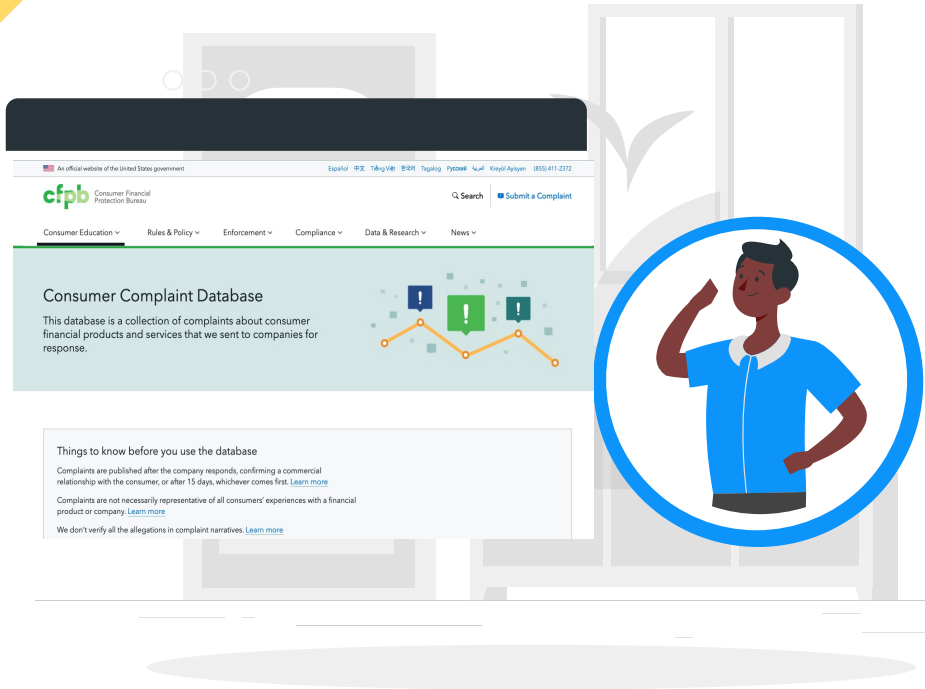 An official website of the United States government
Español 中文 Tiếng Việt 한국어 Tagalog Pусский العربية Kreyòl Ayisyen (855) 411-2372
cfpb Consumer Financial
Protection Bureau
Search Submit a Complaint
Consumer Education Rules & Policy Enforcement Compliance Data & Research News
Consumer Complaint Database
This database is a collection of complaints about consumer
financial products and services that we sent to companies for
response.
Things to know before you use the database
Complaints are published after the company responds, confirming a commercial
relationship with the consumer, or after 15 days, whichever comes first. Learn more
Complaints are not necessarily representative of all consumers' experiences with a financial
product or company. Learn more
We don't verify all the allegations in complaint narratives. Learn more